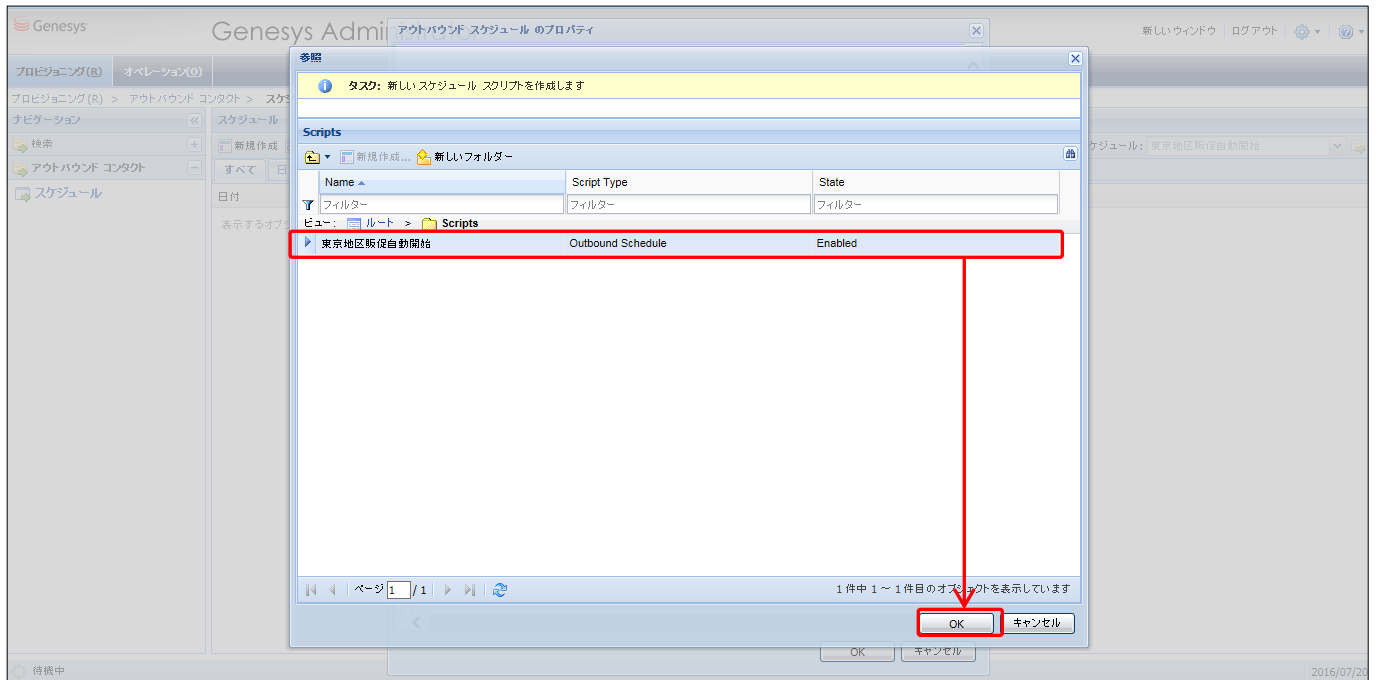 Genesys
Genesys Admi
アウトバウンド スケジュール のプロパティ
新しいウィンドウ
ログアウト
プロビジョニング(R)
オペレーション(O)
参照
タスク: 新しいスケジュール スクリプトを作成します
プロビジョニング(R) > アウトバウンド コンタクト >
ナビゲーション
スケジュール
Scripts
検索
新規作成
新規作成...
新しいフォルダー
ケジュール: 東京地区販促自動開始
アウトバウンド コンタクト
すべて
日
Name
Script Type
State
スケジュール
日付
フィルター
フィルター
フィルター
表示するオブジ
ビュー: ルート > Scripts
東京地区販促自動開始 Outbound Schedule Enabled
ページ 1 / 1
1 件中 1 ~ 1 件目のオブジェクトを表示しています
OK
キャンセル
OK
キャンセル
待機中
2016/07/20